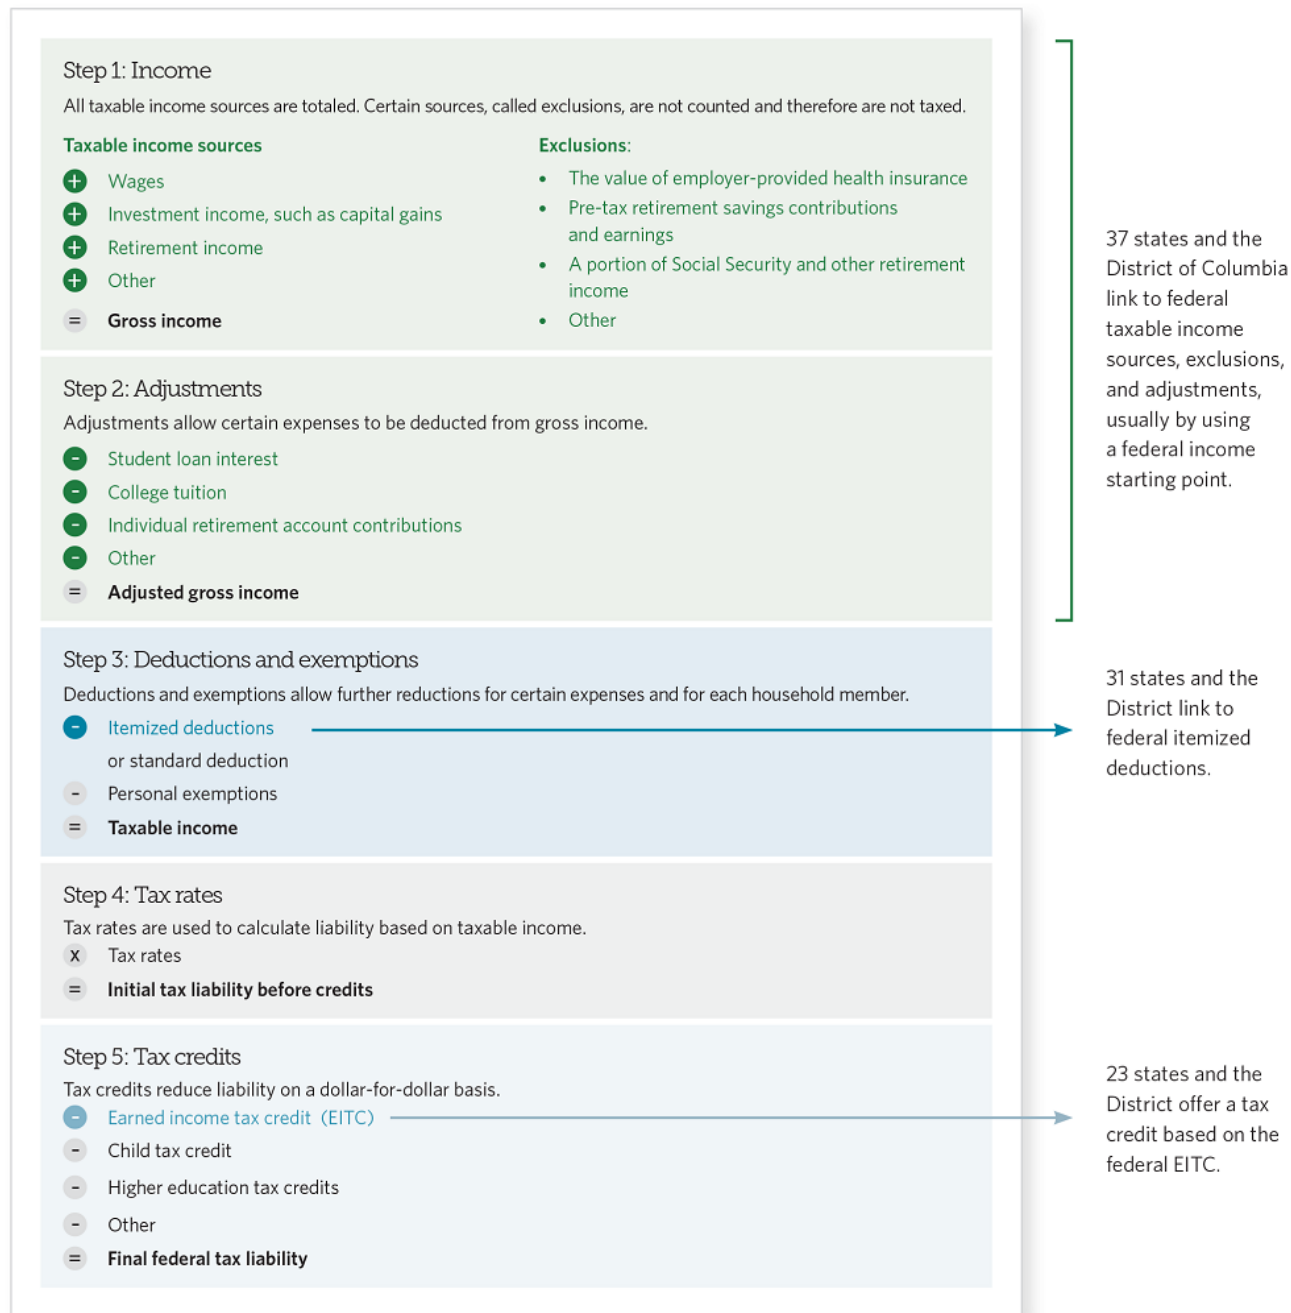 Step 1: Income
All taxable income sources are totaled. Certain sources, called exclusions, are not counted and therefore are not taxed.
Taxable income sources
+ Wages
+ Investment income, such as capital gains
+ Retirement income
+ Other
= Gross income
Exclusions:
• The value of employer-provided health insurance
• Pre-tax retirement savings contributions
and earnings
• A portion of Social Security and other retirement
income
• Other
Step 2: Adjustments
Adjustments allow certain expenses to be deducted from gross income.
- Student loan interest
- College tuition
- Individual retirement account contributions
- Other
= Adjusted gross income
37 states and the
District of Columbia
link to federal
taxable income
sources, exclusions,
and adjustments,
usually by using
a federal income
starting point.
Step 3: Deductions and exemptions
Deductions and exemptions allow further reductions for certain expenses and for each household member.
- Itemized deductions
or standard deduction
- Personal exemptions
= Taxable income
31 states and the
District link to
federal itemized
deductions.
Step 4: Tax rates
Tax rates are used to calculate liability based on taxable income.
x Tax rates
= Initial tax liability before credits
Step 5: Tax credits
Tax credits reduce liability on a dollar-for-dollar basis.
- Earned income tax credit (EITC)
- Child tax credit
- Higher education tax credits
- Other
= Final federal tax liability
23 states and the
District offer a tax
credit based on the
federal EITC.